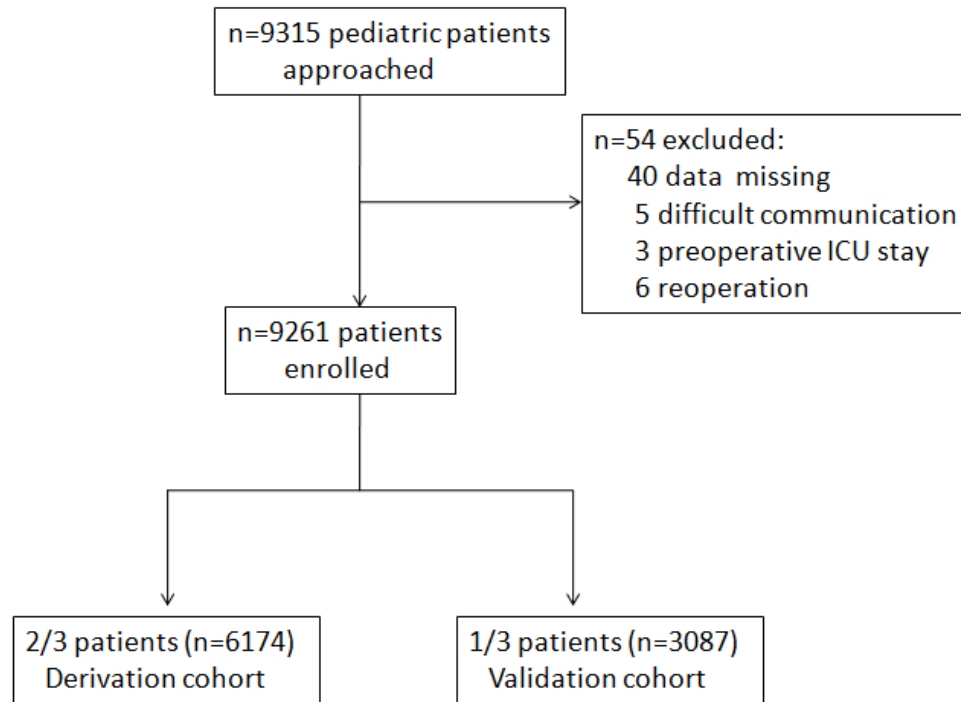 n=9315 pediatric patients
approached
n=54 excluded:
40 data missing
5 difficult communication
3 preoperative ICU stay
6 reoperation
n=9261 patients
enrolled
2/3 patients (n=6174)
Derivation cohort
1/3 patients (n=3087)
Validation cohort